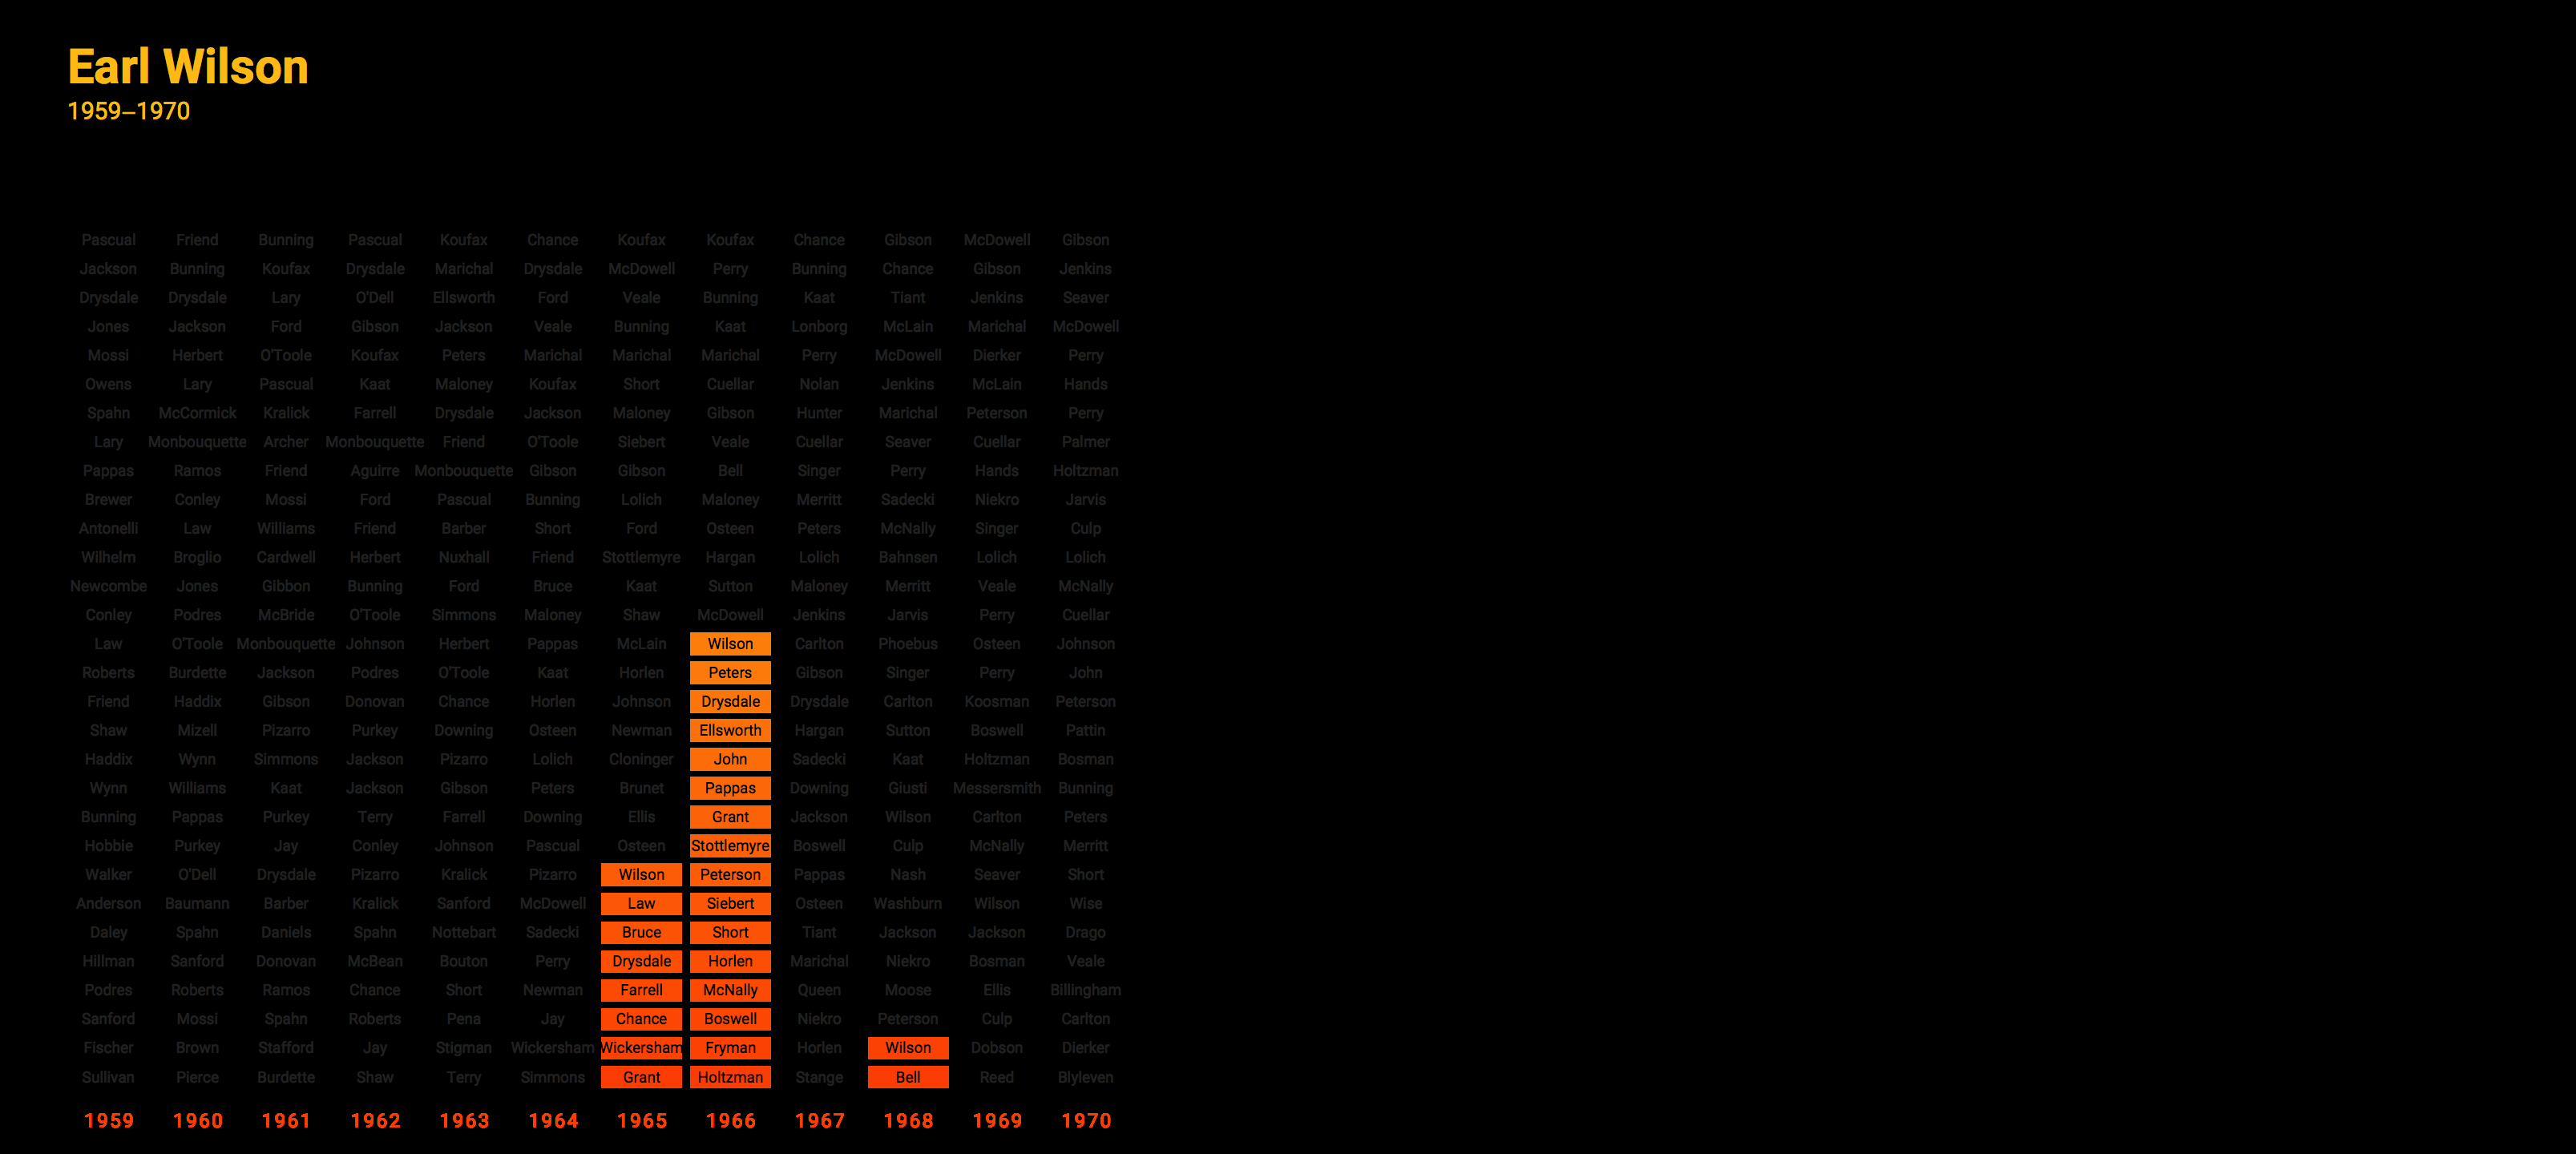 Earl Wilson
1959–1970
Pascual Friend Bunning Pascual Koufax Chance Koufax Koufax Chance Gibson McDowell Gibson
Jackson Bunning Koufax Drysdale Marichal Drysdale McDowell Perry Bunning Chance Gibson Jenkins
Drysdale Drysdale Lary O'Dell Ellsworth Ford Veale Bunning Kaat Tiant Jenkins Seaver
Jones Jackson Ford Gibson Jackson Veale Bunning Kaat Lonborg McLain Marichal McDowell
Mossi Herbert O'Toole Koufax Peters Marichal Marichal Marichal Perry McDowell Dierker Perry
Owens Lary Pascual Kaat Maloney Koufax Short Cuellar Nolan Jenkins McLain Hands
Spahn McCormick Kralick Farrell Drysdale Jackson Maloney Gibson Hunter Marichal Peterson Perry
Lary Monbouquette Archer Monbouquette Friend O'Toole Siebert Veale Cuellar Seaver Cuellar Palmer
Pappas Ramos Friend Aguirre Monbouquette Gibson Gibson Bell Singer Perry Hands Holtzman
Brewer Conley Mossi Ford Pascual Bunning Lolich Maloney Merritt Sadecki Niekro Jarvis
Antonelli Law Williams Friend Barber Short Ford Osteen Peters McNally Singer Culp
Wilhelm Broglio Cardwell Herbert Nuxhall Friend Stottlemyre Hargan Lolich Bahnsen Lolich Lolich
Newcombe Jones Gibbon Bunning Ford Bruce Kaat Sutton Maloney Merritt Veale McNally
Conley Podres McBride O'Toole Simmons Maloney Shaw McDowell Jenkins Jarvis Perry Cuellar
Law O'Toole Monbouquette Johnson Herbert Pappas McLain Wilson Carlton Phoebus Osteen Johnson
Roberts Burdette Jackson Podres O'Toole Kaat Horlen Peters Gibson Singer Perry John
Friend Haddix Gibson Donovan Chance Horlen Johnson Drysdale Drysdale Carlton Koosman Peterson
Shaw Mizell Pizarro Purkey Downing Osteen Newman Ellsworth Hargan Sutton Boswell Pattin
Haddix Wynn Simmons Jackson Pizarro Lolich Cloninger John Sadecki Kaat Holtzman Bosman
Wynn Williams Kaat Jackson Gibson Peters Brunet Pappas Downing Giusti Messersmith Bunning
Bunning Pappas Purkey Terry Farrell Downing Ellis Grant Jackson Wilson Carlton Peters
Hobbie Purkey Jay Conley Johnson Pascual Osteen Stottlemyre Boswell Culp McNally Merritt
Walker O'Dell Drysdale Pizarro Kralick Pizarro Wilson Peterson Pappas Nash Seaver Short
Anderson Baumann Barber Kralick Sanford McDowell Law Siebert Osteen Washburn Wilson Wise
Daley Spahn Daniels Spahn Nottebart Sadecki Bruce Short Tiant Jackson Jackson Drago
Hillman Sanford Donovan McBean Bouton Perry Drysdale Horlen Marichal Niekro Bosman Veale
Podres Roberts Ramos Chance Short Newman Farrell McNally Queen Moose Ellis Billingham
Sanford Mossi Spahn Roberts Pena Jay Chance Boswell Niekro Peterson Culp Carlton
Fischer Brown Stafford Jay Stigman Wickersham Wickersham Fryman Horlen Wilson Dobson Dierker
Sullivan Pierce Burdette Shaw Terry Simmons Grant Holtzman Stange Bell Reed Blyleven
1959 1960 1961 1962 1963 1964 1965 1966 1967 1968 1969 1970